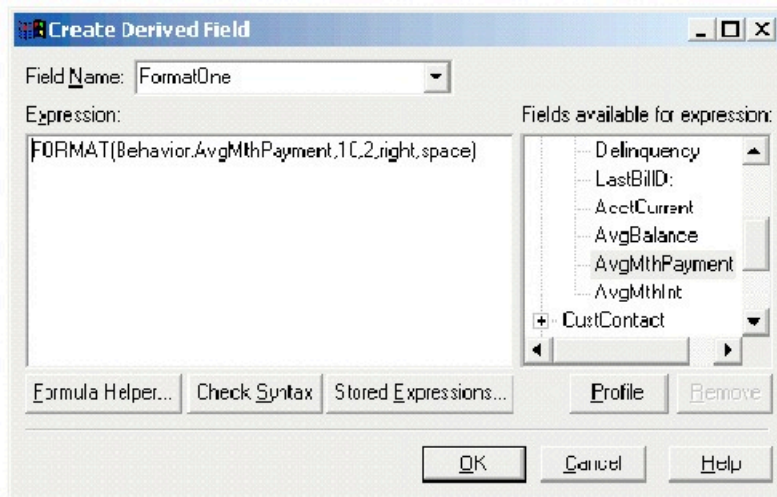 Create Derived Field
Field Name: FormatOne
Expression:
Fields available for expression:
FORMAT(Behavior.AvgMthPayment,10,2,right,space)
Delinquency
LastBillD:
AcctCurrent
AvgBalance
AvgMthPayment
AvgMthInt
CustContact
Formula Helper...
Check Syntax
Stored Expressions...
Profile
Remove
OK
Cancel
Help